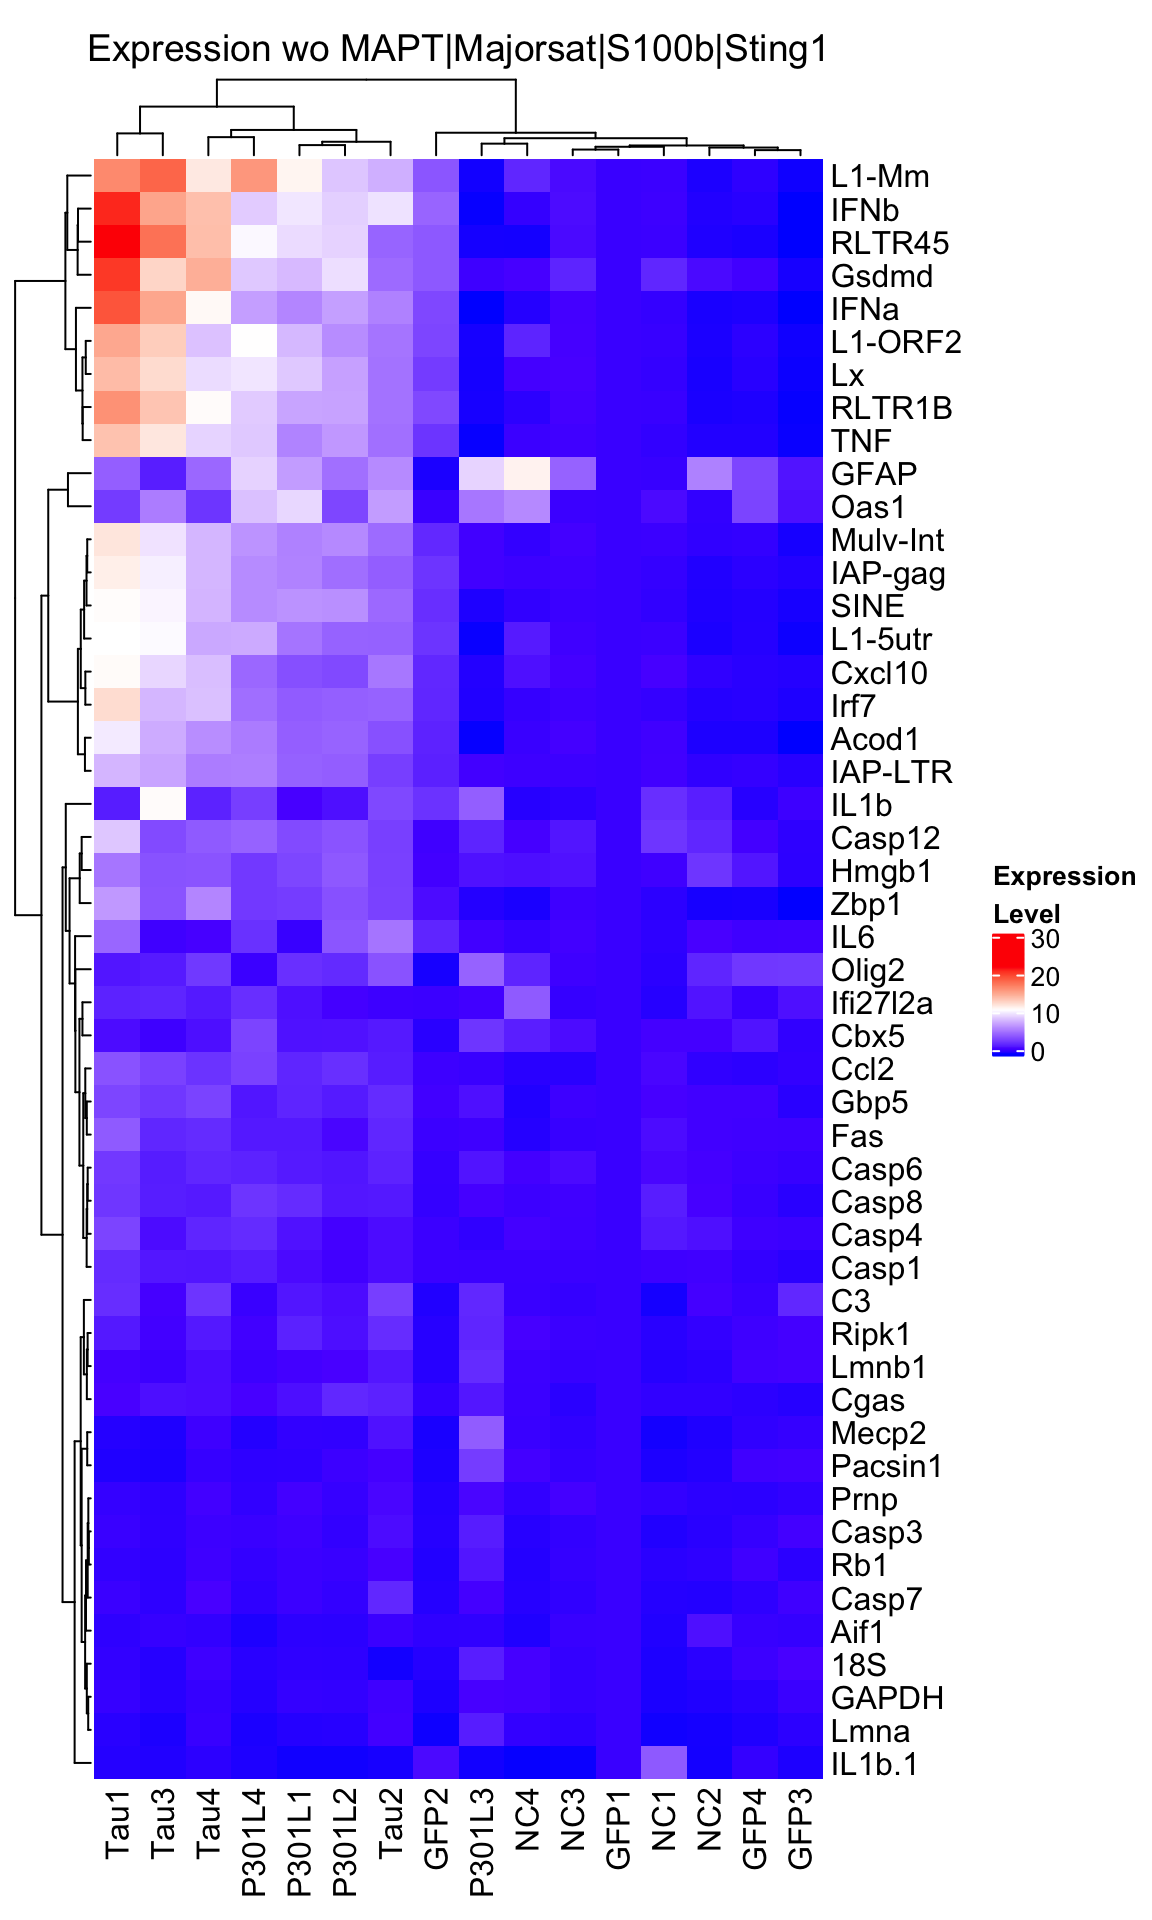 Expression wo MAPT|Majorsat|S100b|Sting1
L1-Mm
IFNb
RLTR45
Gsdmd
IFNa
L1-ORF2
Lx
RLTR1B
TNF
GFAP
Oas1
Mulv-Int
IAP-gag
SINE
L1-5utr
Cxcl10
Irf7
Acod1
IAP-LTR
IL1b
Casp12
Hmgb1
Zbp1
IL6
Olig2
Ifi27l2a
Cbx5
Ccl2
Gbp5
Fas
Casp6
Casp8
Casp4
Casp1
C3
Ripk1
Lmnb1
Cgas
Mecp2
Pacsin1
Prnp
Casp3
Rb1
Casp7
Aif1
18S
GAPDH
Lmna
IL1b.1
Expression
Level
30
20
10
0
Tau1
Tau3
Tau4
P301L4
P301L1
P301L2
Tau2
GFP2
P301L3
NC4
NC3
GFP1
NC1
NC2
GFP4
GFP3